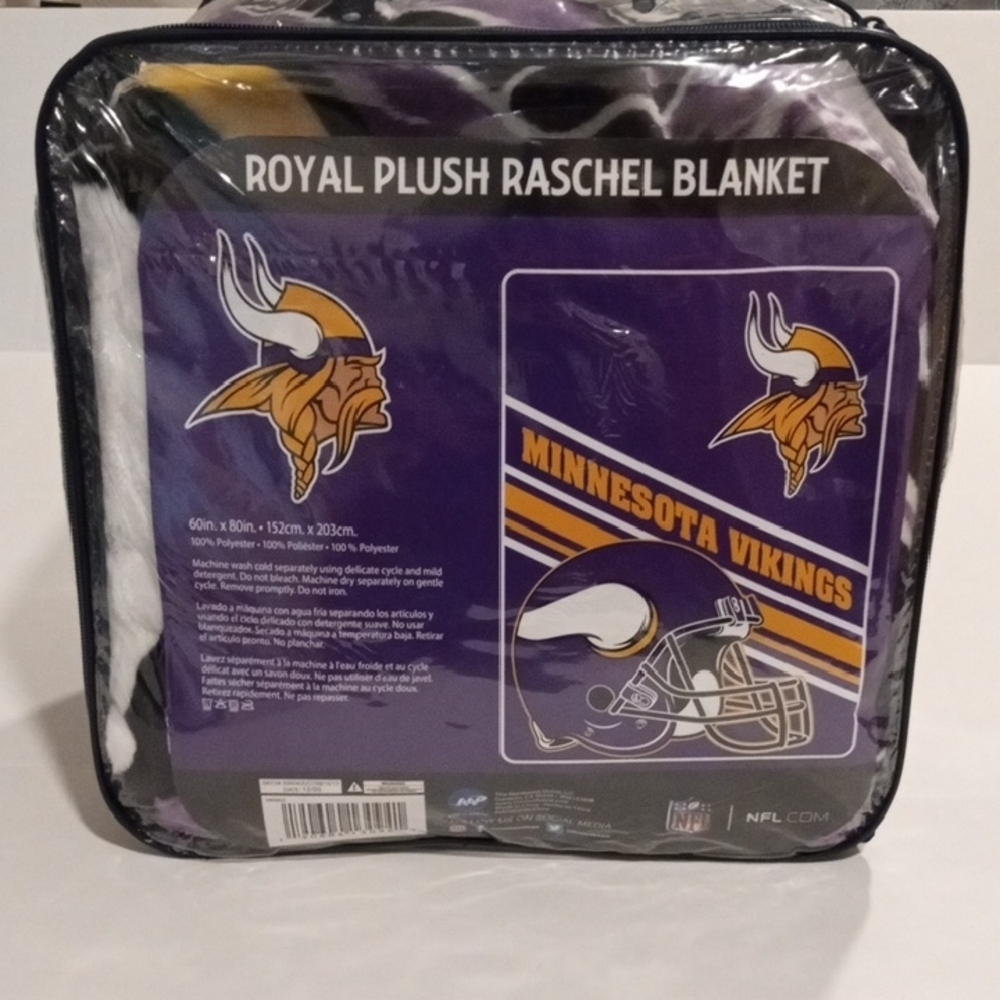 ROYAL PLUSH RASCHEL BLANKET
MINNESOTA VIKINGS
60in. x 80in. • 152cm. x 203cm.
100% Polyester • 100% Poliéster • 100 % Polyester
Machine wash cold separately using dellicate cycle and mild
detergent. Do not bleach. Machine dry separately on gentle
cycle. Remove promptly. Do not iron.
Lavado a máquina con agua fría separando los artículos y
usando el ciclo delicado con detergente suave. No usar
blanqueador. Secado a máquina a temperatura baja. Retirar
el artículo pronto. No planchar.
Lavez séparément à la machine à l'eau froide et au cycle
délicat avec un savon doux. Ne pas utiliser d'eau de javel.
Faites sécher séparément à la machine au cycle doux.
Retirez rapidement. Ne pas repasser.
ON SOCIAL MEDIA
NFL
NFL.COM